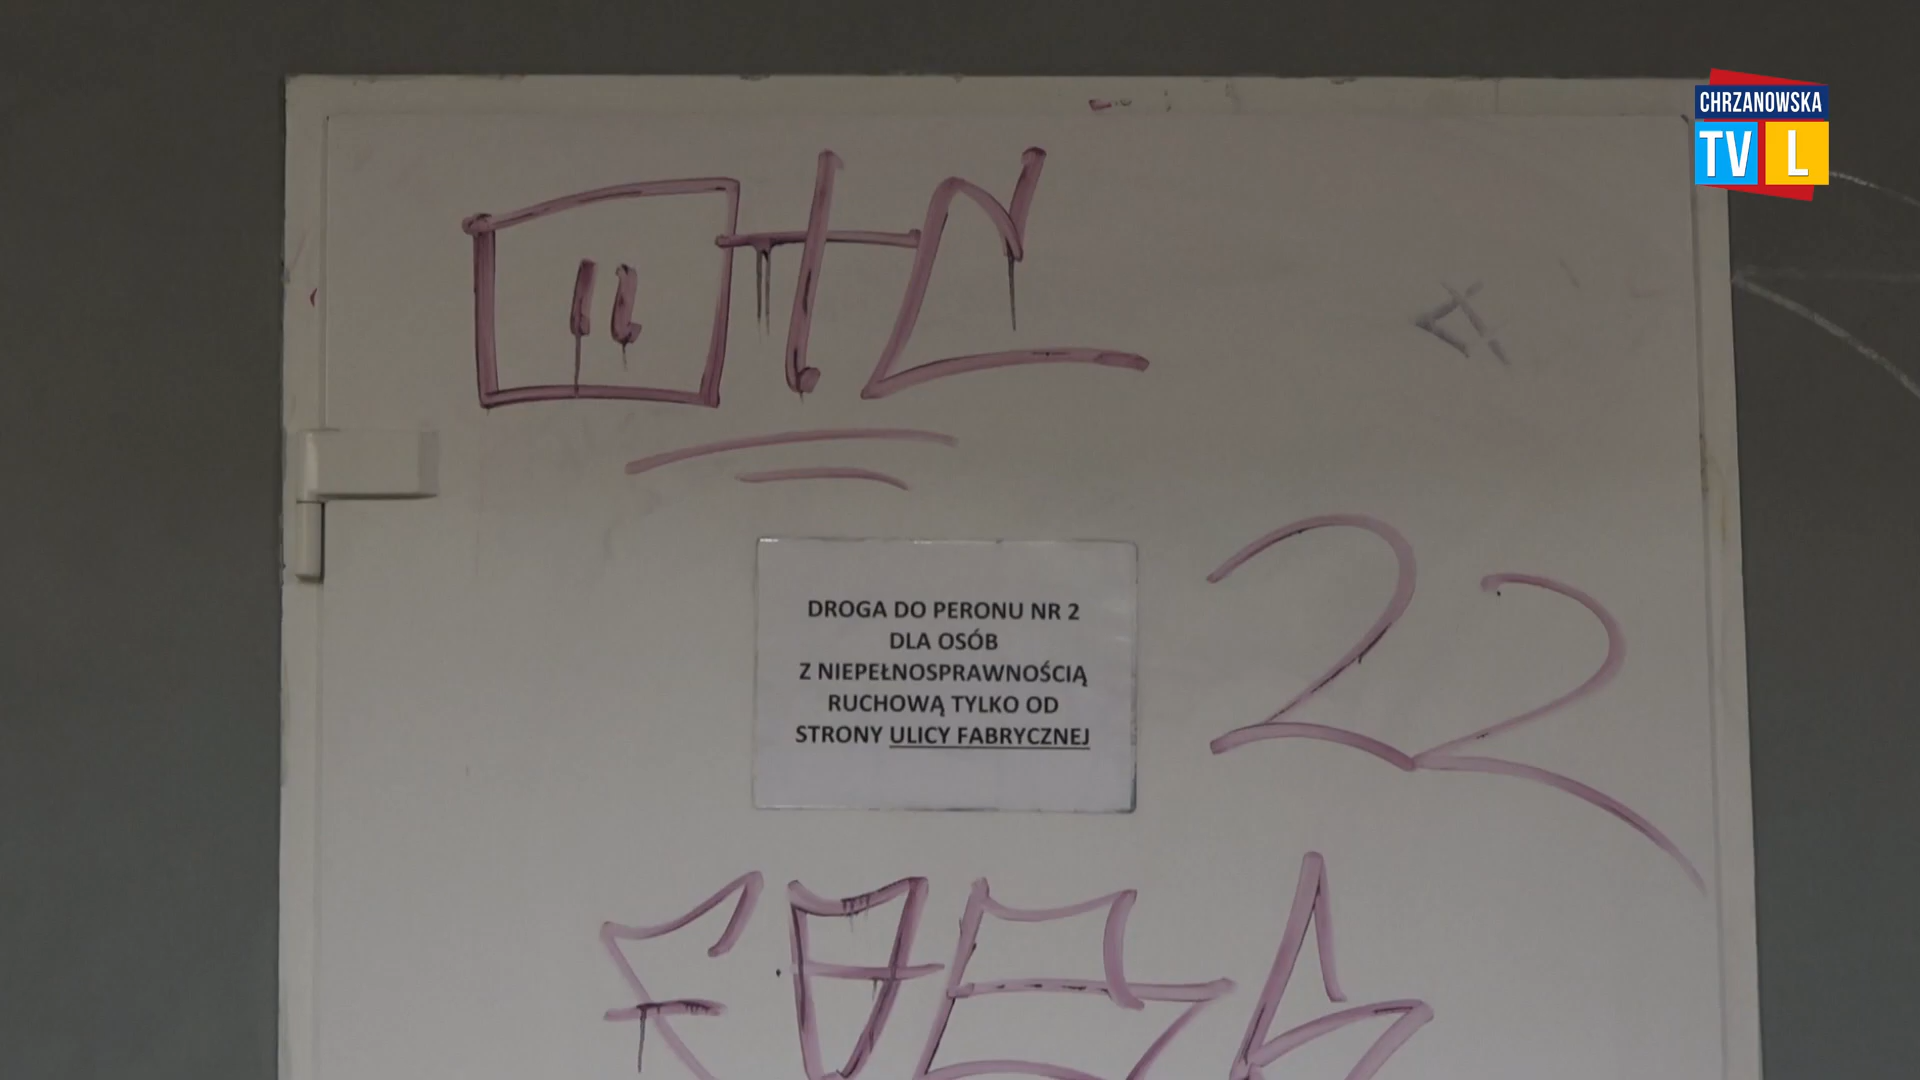 CHRZANOWSKA
TV L
DROGA DO PERONU NR 2
DLA OSÓB
Z NIEPEŁNOSPRAWNOŚCIĄ
RUCHOWĄ TYLKO OD
STRONY ULICY FABRYCZNEJ
22